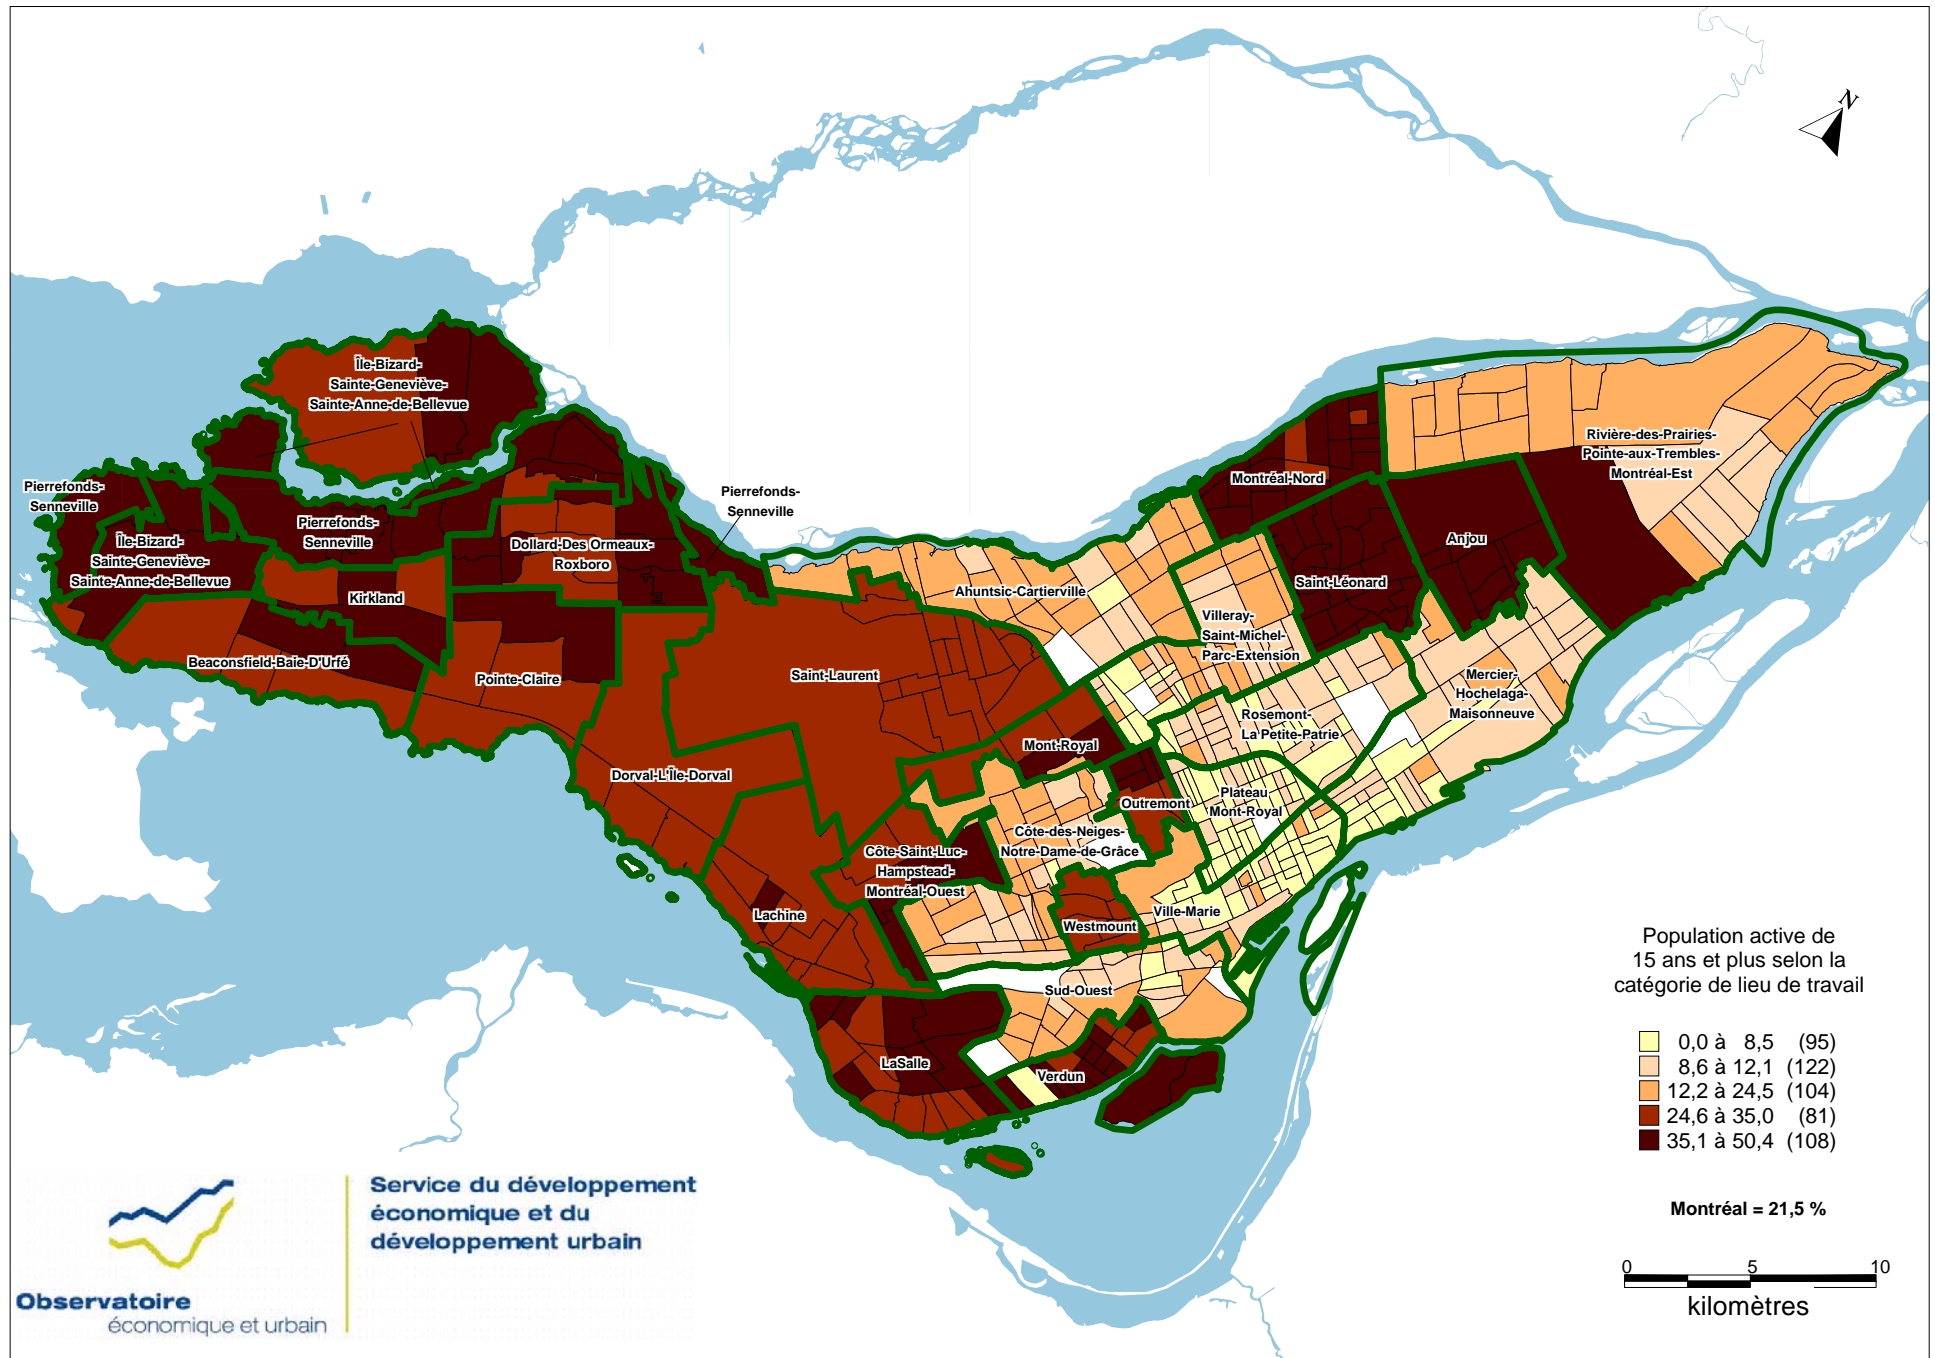 N
Île-Bizard-
Sainte-Geneviève-
Sainte-Anne-de-Bellevue
Pierrefonds-
Senneville
Île-Bizard-
Sainte-Geneviève-
Sainte-Anne-de-Bellevue
Pierrefonds-
Senneville
Pierrefonds-
Senneville
Dollard-Des Ormeaux-
Roxboro
Kirkland
Beaconsfield-Baie-D'Urfé
Pointe-Claire
Saint-Laurent
Dorval-L'Île-Dorval
Ahuntsic-Cartierville
Montréal-Nord
Rivière-des-Prairies-
Pointe-aux-Trembles-
Montréal-Est
Anjou
Saint-Léonard
Villeray-
Saint-Michel-
Parc-Extension
Mercier-
Hochelaga-
Maisonneuve
Rosemont-
La Petite-Patrie
Mont-Royal
Outremont
Plateau
Mont-Royal
Côte-des-Neiges-
Notre-Dame-de-Grâce
Côte-Saint-Luc-
Hampstead-
Montréal-Ouest
Lachine
Westmount
Ville-Marie
Sud-Ouest
LaSalle
Verdun
Population active de
15 ans et plus selon la
catégorie de lieu de travail
0,0 à 8,5 (95)
8,6 à 12,1 (122)
12,2 à 24,5 (104)
24,6 à 35,0 (81)
35,1 à 50,4 (108)
Montréal = 21,5 %
0 5 10
kilomètres
Service du développement
économique et du
développement urbain
Observatoire
économique et urbain